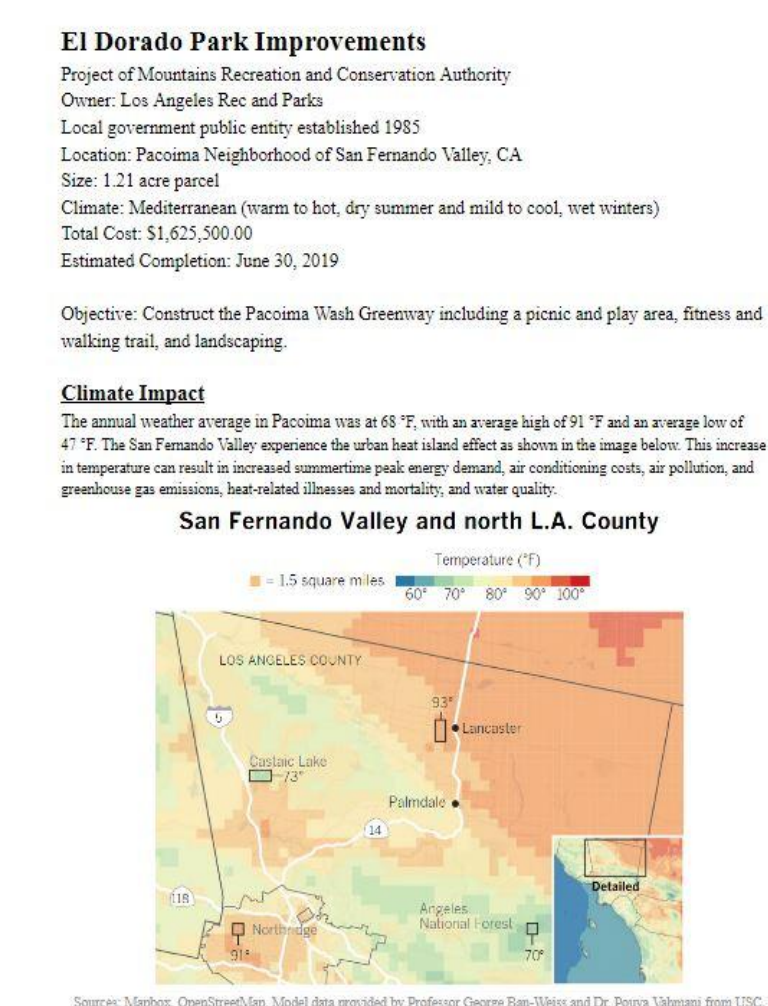 El Dorado Park Improvements
Project of Mountains Recreation and Conservation Authority
Owner: Los Angeles Rec and Parks
Local government public entity established 1985
Location: Pacoima Neighborhood of San Fernando Valley, CA
Size: 1.21 acre parcel
Climate: Mediterranean (warm to hot, dry summer and mild to cool, wet winters)
Total Cost: $1,625,500.00
Estimated Completion: June 30, 2019
Objective: Construct the Pacoima Wash Greenway including a picnic and play area, fitness and
walking trail, and landscaping.
Climate Impact
The annual weather average in Pacoima was at 68 °F, with an average high of 91 °F and an average low of
47 °F. The San Fernando Valley experience the urban heat island effect as shown in the image below. This increase
in temperature can result in increased summertime peak energy demand, air conditioning costs, air pollution, and
greenhouse gas emissions, heat-related illnesses and mortality, and water quality.
San Fernando Valley and north L.A. County
Temperature (°F)
= 1.5 square miles
60° 70° 80° 90° 100°
LOS ANGELES COUNTY
5
93°
Lancaster
Castaic Lake
73°
Palmdale
14
118
Detailed
Angeles
National Forest
Northridge
91°
70°
Sources: Mapbox, OpenStreetMap, Model data provided by Professor George Ban-Weiss and Dr. Pouya Vahmani from USC